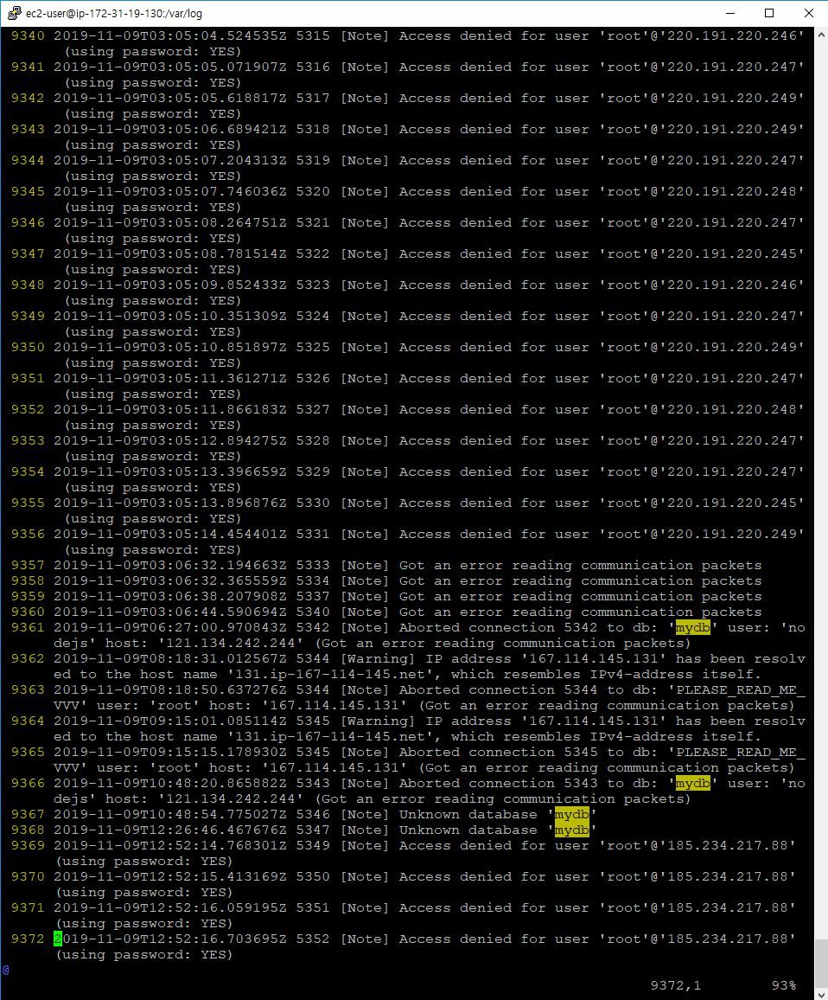 ec2-user@ip-172-31-19-130:/var/log
9340 2019-11-09T03:05:04.524535Z 5315 [Note] Access denied for user 'root'@'220.191.220.246'
(using password: YES)
9341 2019-11-09T03:05:05.071907Z 5316 [Note] Access denied for user 'root'@'220.191.220.247'
(using password: YES)
9342 2019-11-09T03:05:05.618817Z 5317 [Note] Access denied for user 'root'@'220.191.220.249'
(using password: YES)
9343 2019-11-09T03:05:06.689421Z 5318 [Note] Access denied for user 'root'@'220.191.220.249'
(using password: YES)
9344 2019-11-09T03:05:07.204313Z 5319 [Note] Access denied for user 'root'@'220.191.220.247'
(using password: YES)
9345 2019-11-09T03:05:07.746036Z 5320 [Note] Access denied for user 'root'@'220.191.220.248'
(using password: YES)
9346 2019-11-09T03:05:08.264751Z 5321 [Note] Access denied for user 'root'@'220.191.220.247'
(using password: YES)
9347 2019-11-09T03:05:08.781514Z 5322 [Note] Access denied for user 'root'@'220.191.220.245'
(using password: YES)
9348 2019-11-09T03:05:09.852433Z 5323 [Note] Access denied for user 'root'@'220.191.220.246'
(using password: YES)
9349 2019-11-09T03:05:10.351309Z 5324 [Note] Access denied for user 'root'@'220.191.220.247'
(using password: YES)
9350 2019-11-09T03:05:10.851897Z 5325 [Note] Access denied for user 'root'@'220.191.220.249'
(using password: YES)
9351 2019-11-09T03:05:11.361271Z 5326 [Note] Access denied for user 'root'@'220.191.220.247'
(using password: YES)
9352 2019-11-09T03:05:11.866183Z 5327 [Note] Access denied for user 'root'@'220.191.220.248'
(using password: YES)
9353 2019-11-09T03:05:12.894275Z 5328 [Note] Access denied for user 'root'@'220.191.220.247'
(using password: YES)
9354 2019-11-09T03:05:13.396659Z 5329 [Note] Access denied for user 'root'@'220.191.220.247'
(using password: YES)
9355 2019-11-09T03:05:13.896876Z 5330 [Note] Access denied for user 'root'@'220.191.220.245'
(using password: YES)
9356 2019-11-09T03:05:14.454401Z 5331 [Note] Access denied for user 'root'@'220.191.220.249'
(using password: YES)
9357 2019-11-09T03:06:32.194663Z 5333 [Note] Got an error reading communication packets
9358 2019-11-09T03:06:32.365559Z 5334 [Note] Got an error reading communication packets
9359 2019-11-09T03:06:38.207908Z 5337 [Note] Got an error reading communication packets
9360 2019-11-09T03:06:44.590694Z 5340 [Note] Got an error reading communication packets
9361 2019-11-09T06:27:00.970843Z 5342 [Note] Aborted connection 5342 to db: 'mydb' user: 'no
dejs' host: '121.134.242.244' (Got an error reading communication packets)
9362 2019-11-09T08:18:31.012567Z 5344 [Warning] IP address '167.114.145.131' has been resolv
ed to the host name '131.ip-167-114-145.net', which resembles IPv4-address itself.
9363 2019-11-09T08:18:50.637276Z 5344 [Note] Aborted connection 5344 to db: 'PLEASE_READ_ME_
VVV' user: 'root' host: '167.114.145.131' (Got an error reading communication packets)
9364 2019-11-09T09:15:01.085114Z 5345 [Warning] IP address '167.114.145.131' has been resolv
ed to the host name '131.ip-167-114-145.net', which resembles IPv4-address itself.
9365 2019-11-09T09:15:15.178930Z 5345 [Note] Aborted connection 5345 to db: 'PLEASE_READ_ME_
VVV' user: 'root' host: '167.114.145.131' (Got an error reading communication packets)
9366 2019-11-09T10:48:20.865882Z 5343 [Note] Aborted connection 5343 to db: 'mydb' user: 'no
dejs' host: '121.134.242.244' (Got an error reading communication packets)
9367 2019-11-09T10:48:54.775027Z 5346 [Note] Unknown database 'mydb'
9368 2019-11-09T12:26:46.467676Z 5347 [Note] Unknown database 'mydb'
9369 2019-11-09T12:52:14.768301Z 5349 [Note] Access denied for user 'root'@'185.234.217.88'
(using password: YES)
9370 2019-11-09T12:52:15.413169Z 5350 [Note] Access denied for user 'root'@'185.234.217.88'
(using password: YES)
9371 2019-11-09T12:52:16.059195Z 5351 [Note] Access denied for user 'root'@'185.234.217.88'
(using password: YES)
9372 2019-11-09T12:52:16.703695Z 5352 [Note] Access denied for user 'root'@'185.234.217.88'
(using password: YES)
@
9372,1 93%